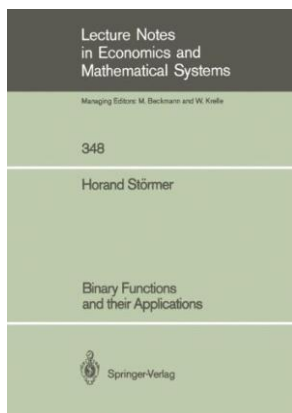 Lecture Notes
in Economics and
Mathematical Systems
Managing Editors: M. Beckmann and W. Krelle
348
Horand Störmer
Binary Functions
and their Applications
Springer-Verlag